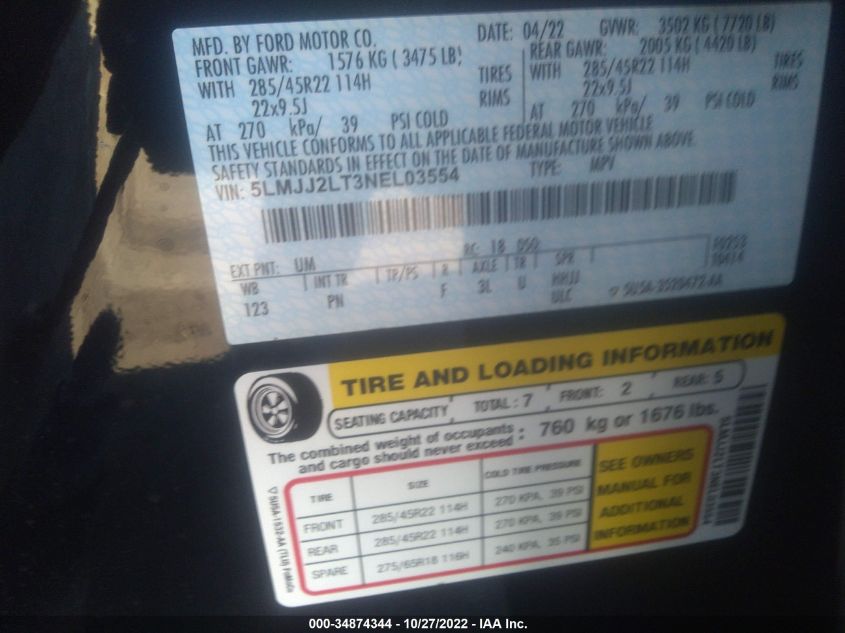 MFD. BY FORD MOTOR CO. DATE: 04/22 GVWR: 3502 KG ( 7720 LB)
FRONT GAWR: 1576 KG ( 3475 LB) REAR GAWR: 2005 KG ( 4420 LB)
WITH 285/45R22 114H TIRES WITH 285/45R22 114H TIRES
22x9.5J RIMS 22x9.5J RIMS
AT 270 kPa/ 39 PSI COLD AT 270 kPa/ 39 PSI COLD
THIS VEHICLE CONFORMS TO ALL APPLICABLE FEDERAL MOTOR VEHICLE
SAFETY STANDARDS IN EFFECT ON THE DATE OF MANUFACTURE SHOWN ABOVE.
VIN: 5LMJJ2LT3NEL03554 TYPE: MPV
EXT PNT: UM RC: 18 DSO:
WB INT TR TP/PS R AXLE TR SPR
123 PN F 3L U
ULC
TIRE AND LOADING INFORMATION
SEATING CAPACITY TOTAL : 7 FRONT: 2 REAR: 5
The combined weight of occupants
and cargo should never exceed : 760 kg or 1676 lbs.
TIRE SIZE COLD TIRE PRESSURE
FRONT 285/45R22 114H 270 KPA, 39 PSI
REAR 285/45R22 114H 270 KPA, 39 PSI
SPARE 275/65R18 116H 240 KPA, 35 PSI
SEE OWNERS
MANUAL FOR
ADDITIONAL
INFORMATION
5LMJJ2LT3NEL03554
000-34874344 - 10/27/2022 - IAA Inc.